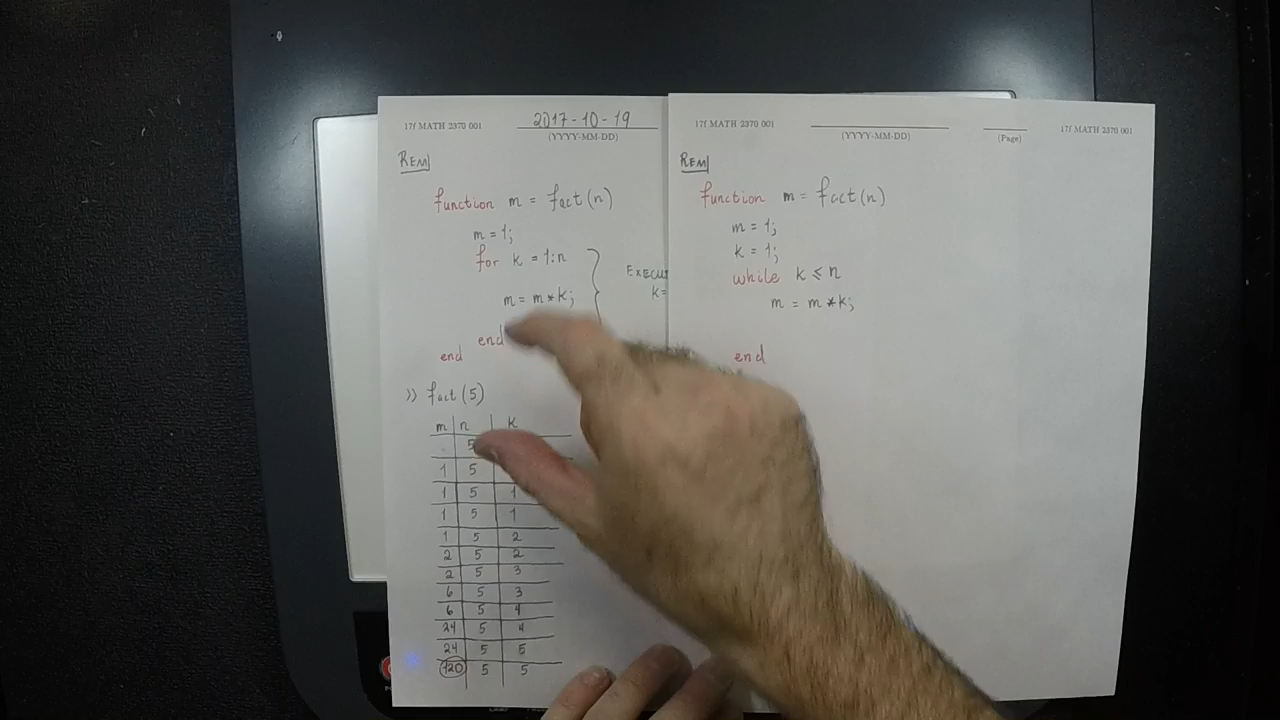 17f MATH 2370 001
2017-10-19
(YYYY-MM-DD)
REM
function m = fact(n)
m = 1;
for k = 1:n
m = m * k;
end
end
k=
>> fact(5)
m n k
5
1 5
1 5 1
1 5 1
1 5 2
2 5 2
2 5 3
6 5 3
6 5 4
24 5 4
24 5 5
120 5 5
17f MATH 2370 001
(YYYY-MM-DD)
(Page)
17f MATH 2370 001
REM
function m = fact(n)
m = 1;
k = 1;
while k ≤ n
m = m * k;
end